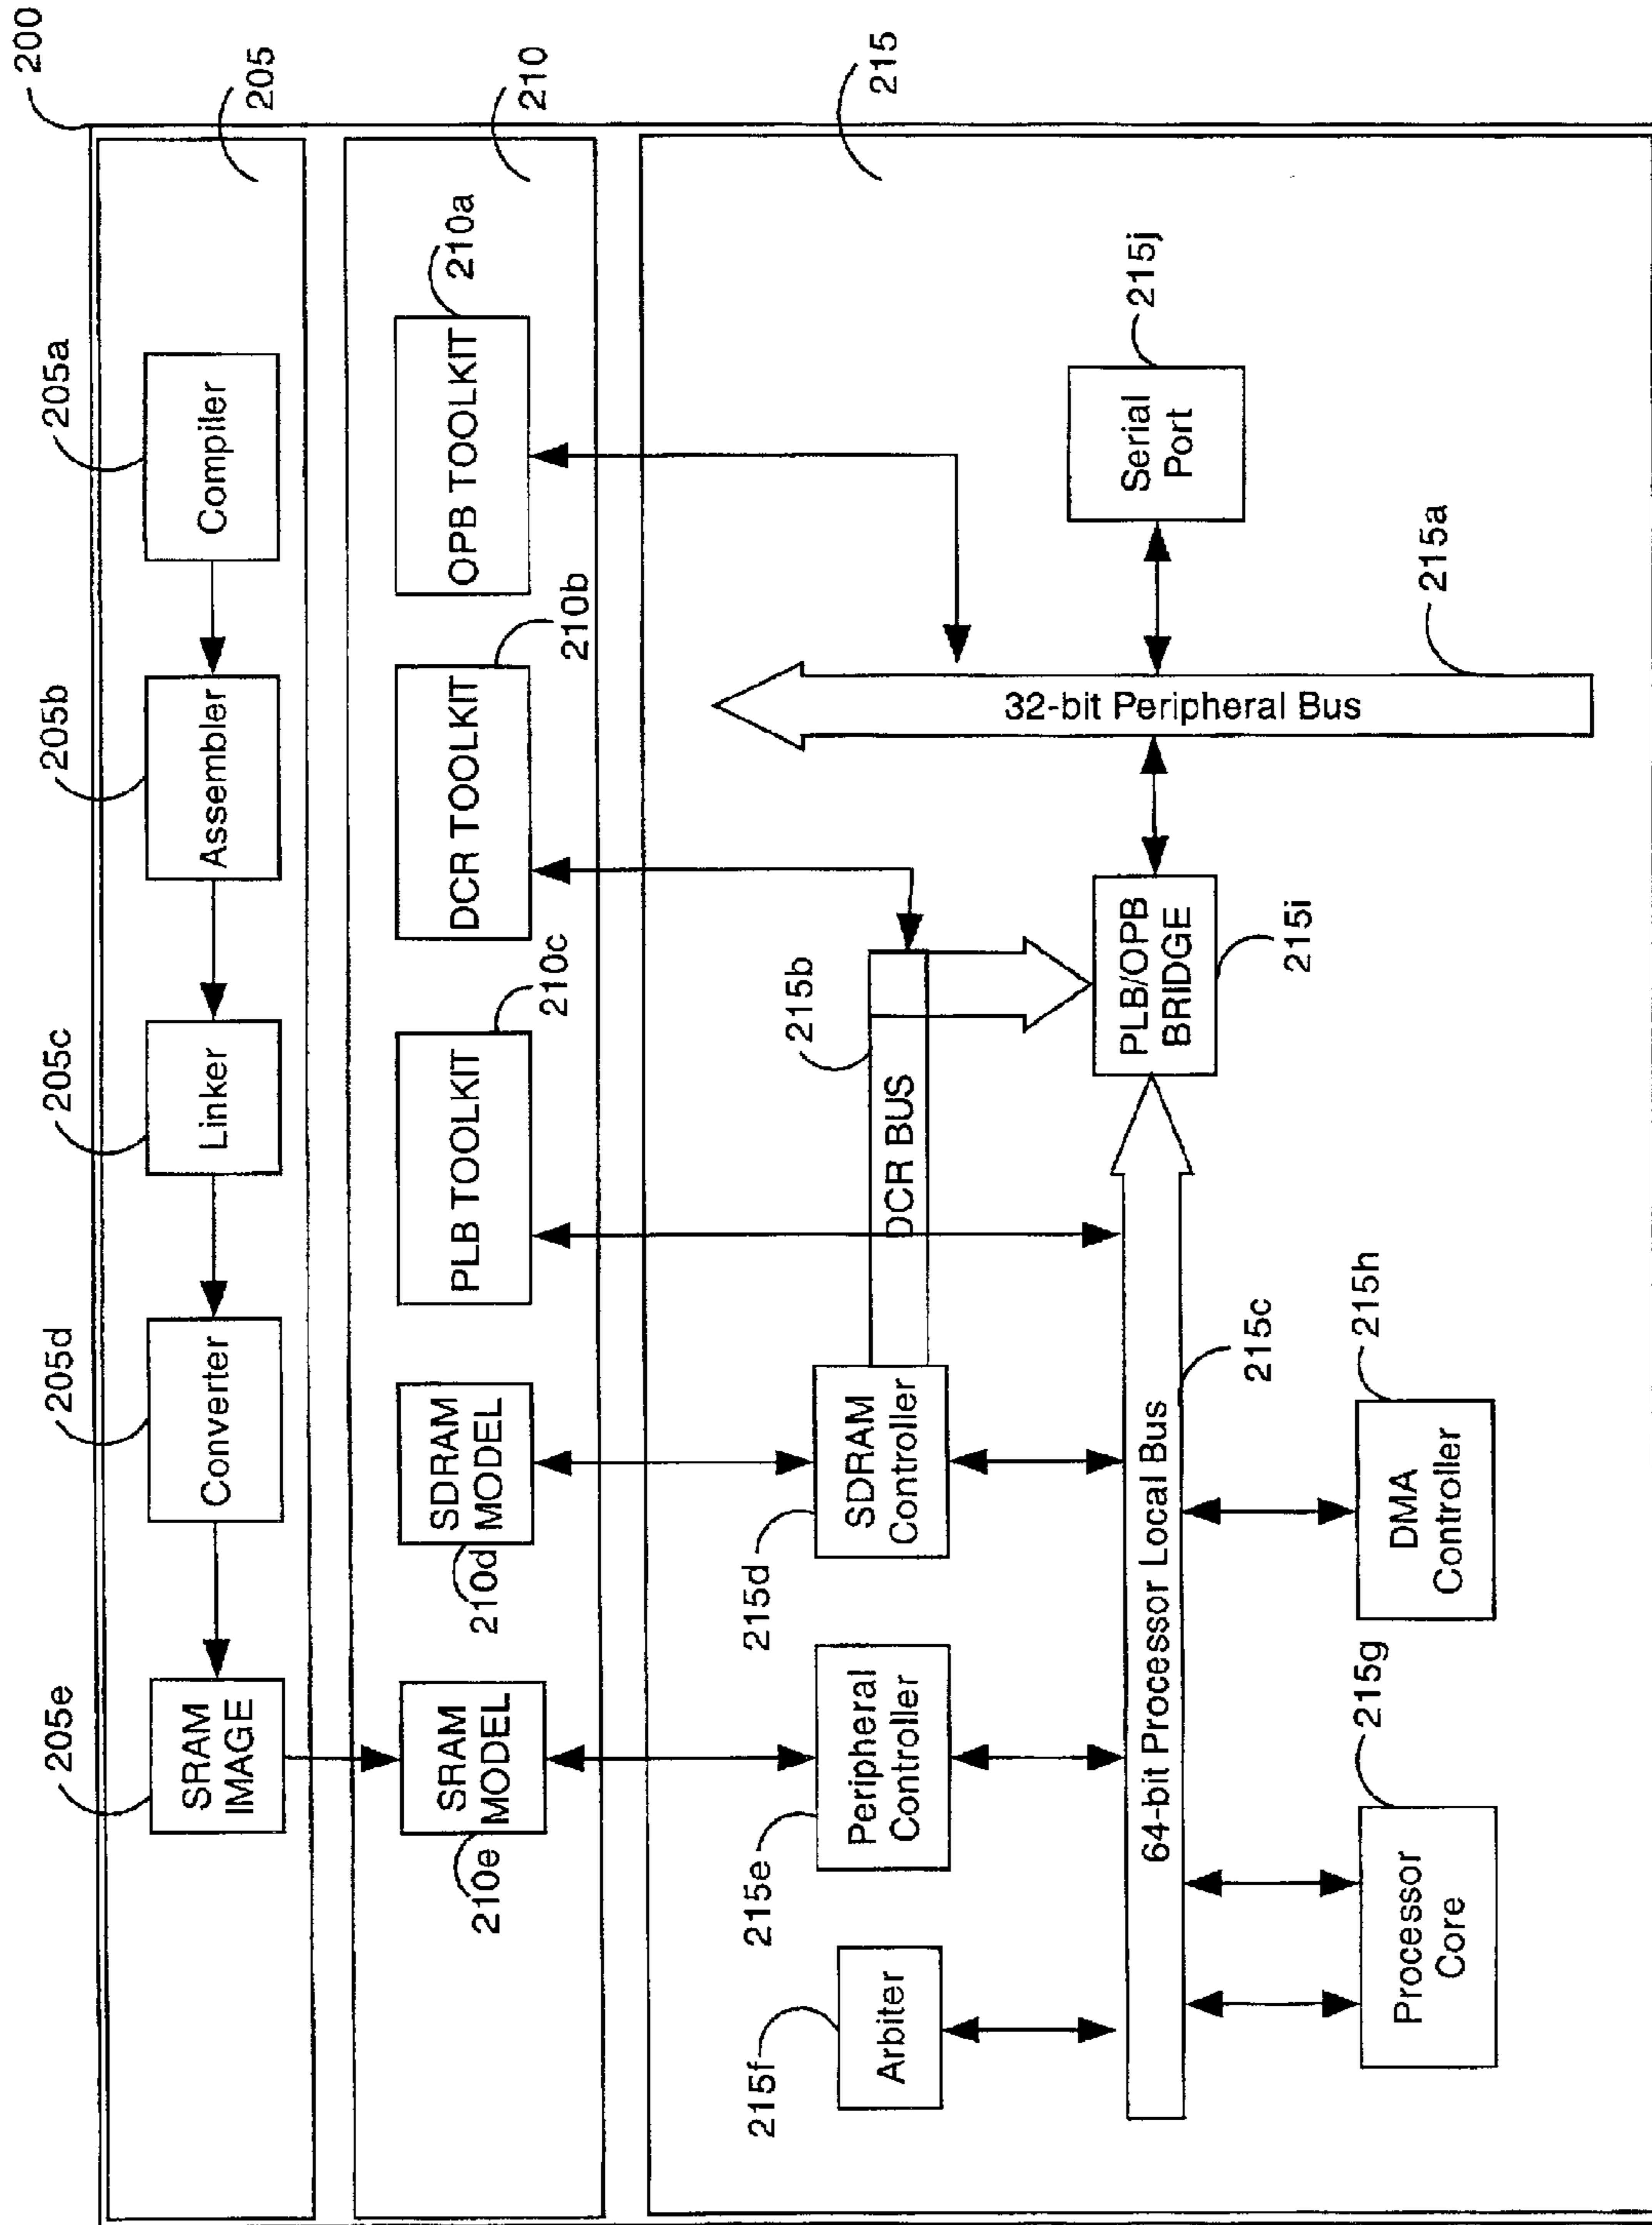 200
205
205a
205b
205c
205d
205e
Compiler
Assembler
Linker
Converter
SRAM
IMAGE
210
210a
210b
210c
210d
210e
OPB TOOLKIT
DCR TOOLKIT
PLB TOOLKIT
SDRAM
MODEL
SRAM
MODEL
215
215f
Arbiter
215e
Peripheral
Controller
215d
SDRAM
Controller
215b
DCR BUS
64-bit Processor Local Bus
215c
PLB/OPB
BRIDGE
215i
32-bit Peripheral Bus
215a
Serial
Port
215j
Processor
Core
215g
DMA
Controller
215h